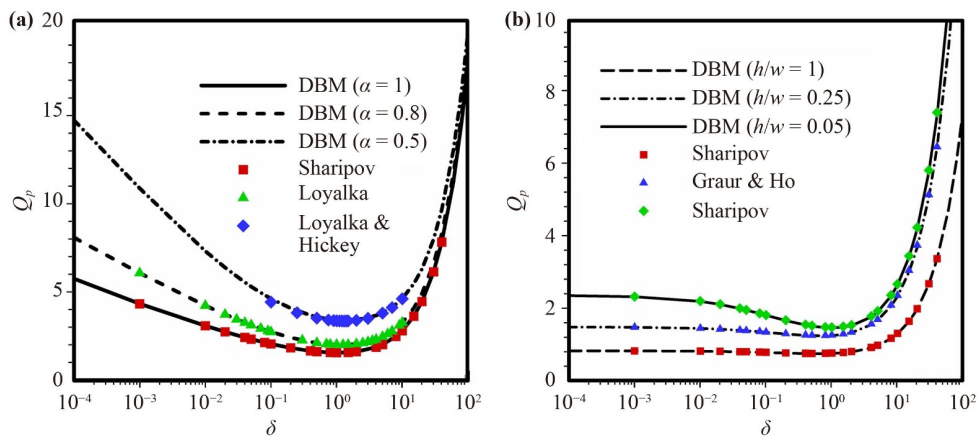 (a)
20
15
10
5
0
Q_p
DBM (α = 1)
DBM (α = 0.8)
DBM (α = 0.5)
Sharipov
Loyalka
Loyalka &
Hickey
10⁻⁴ 10⁻³ 10⁻² 10⁻¹ 10⁰ 10¹ 10²
δ
(b)
10
8
6
4
2
0
Q_p
DBM (h/w = 1)
DBM (h/w = 0.25)
DBM (h/w = 0.05)
Sharipov
Graur & Ho
Sharipov
10⁻⁴ 10⁻³ 10⁻² 10⁻¹ 10⁰ 10¹ 10²
δ